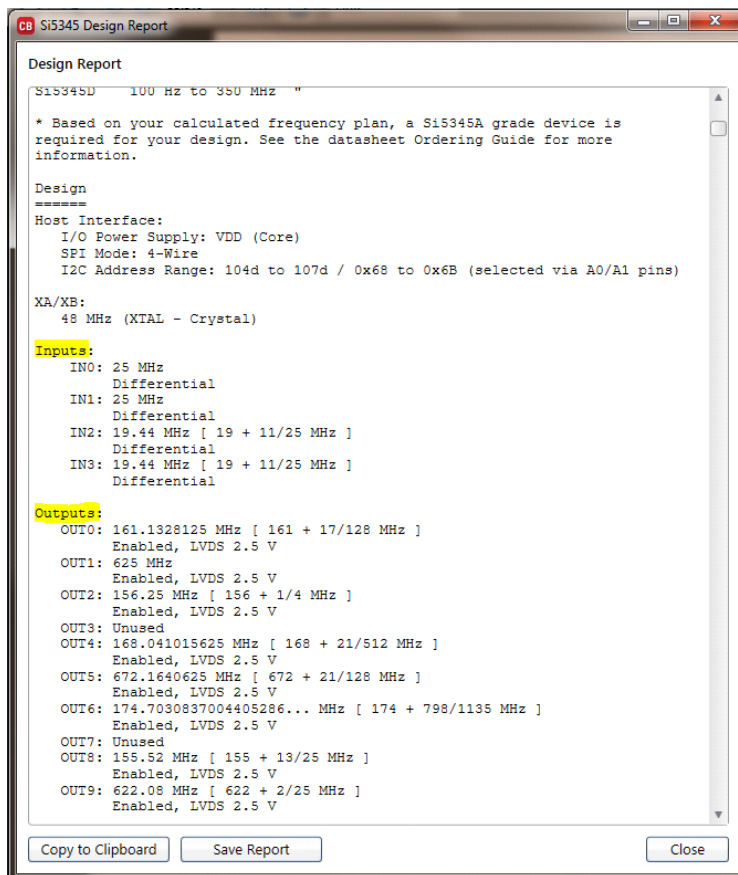 CB Si5345 Design Report
Design Report
Si5345D    100 Hz to 350 MHz  "
* Based on your calculated frequency plan, a Si5345A grade device is
required for your design. See the datasheet Ordering Guide for more
information.
Design
======
Host Interface:
I/O Power Supply: VDD (Core)
SPI Mode: 4-Wire
I2C Address Range: 104d to 107d / 0x68 to 0x6B (selected via A0/A1 pins)
XA/XB:
48 MHz (XTAL - Crystal)
Inputs:
IN0: 25 MHz
Differential
IN1: 25 MHz
Differential
IN2: 19.44 MHz [ 19 + 11/25 MHz ]
Differential
IN3: 19.44 MHz [ 19 + 11/25 MHz ]
Differential
Outputs:
OUT0: 161.1328125 MHz [ 161 + 17/128 MHz ]
Enabled, LVDS 2.5 V
OUT1: 625 MHz
Enabled, LVDS 2.5 V
OUT2: 156.25 MHz [ 156 + 1/4 MHz ]
Enabled, LVDS 2.5 V
OUT3: Unused
OUT4: 168.041015625 MHz [ 168 + 21/512 MHz ]
Enabled, LVDS 2.5 V
OUT5: 672.1640625 MHz [ 672 + 21/128 MHz ]
Enabled, LVDS 2.5 V
OUT6: 174.7030837004405286... MHz [ 174 + 798/1135 MHz ]
Enabled, LVDS 2.5 V
OUT7: Unused
OUT8: 155.52 MHz [ 155 + 13/25 MHz ]
Enabled, LVDS 2.5 V
OUT9: 622.08 MHz [ 622 + 2/25 MHz ]
Enabled, LVDS 2.5 V
Copy to Clipboard
Save Report
Close